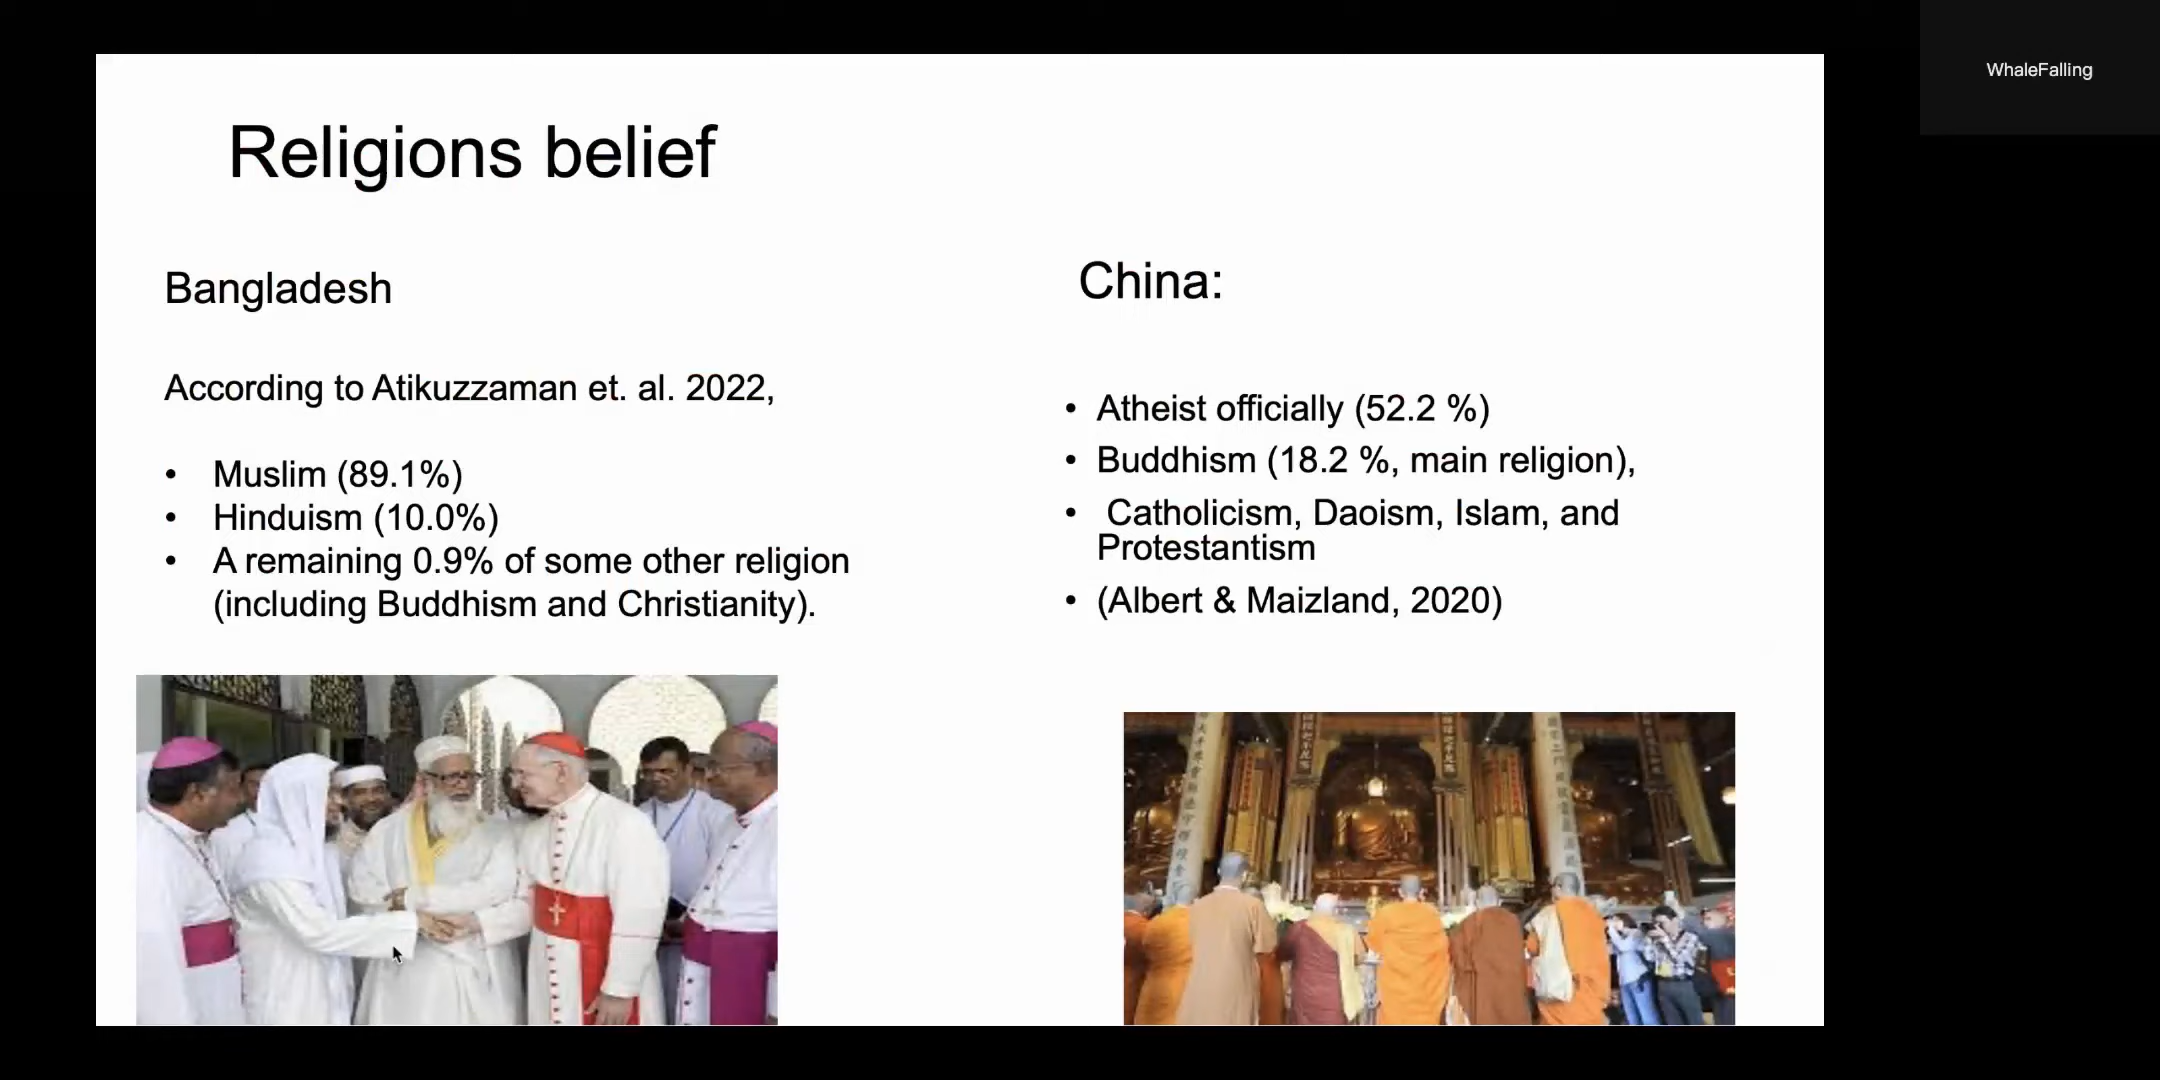 WhaleFalling
Religions belief
Bangladesh
According to Atikuzzaman et. al. 2022,
• Muslim (89.1%)
• Hinduism (10.0%)
• A remaining 0.9% of some other religion
(including Buddhism and Christianity).
China:
• Atheist officially (52.2 %)
• Buddhism (18.2 %, main religion),
• Catholicism, Daoism, Islam, and
Protestantism
• (Albert & Maizland, 2020)